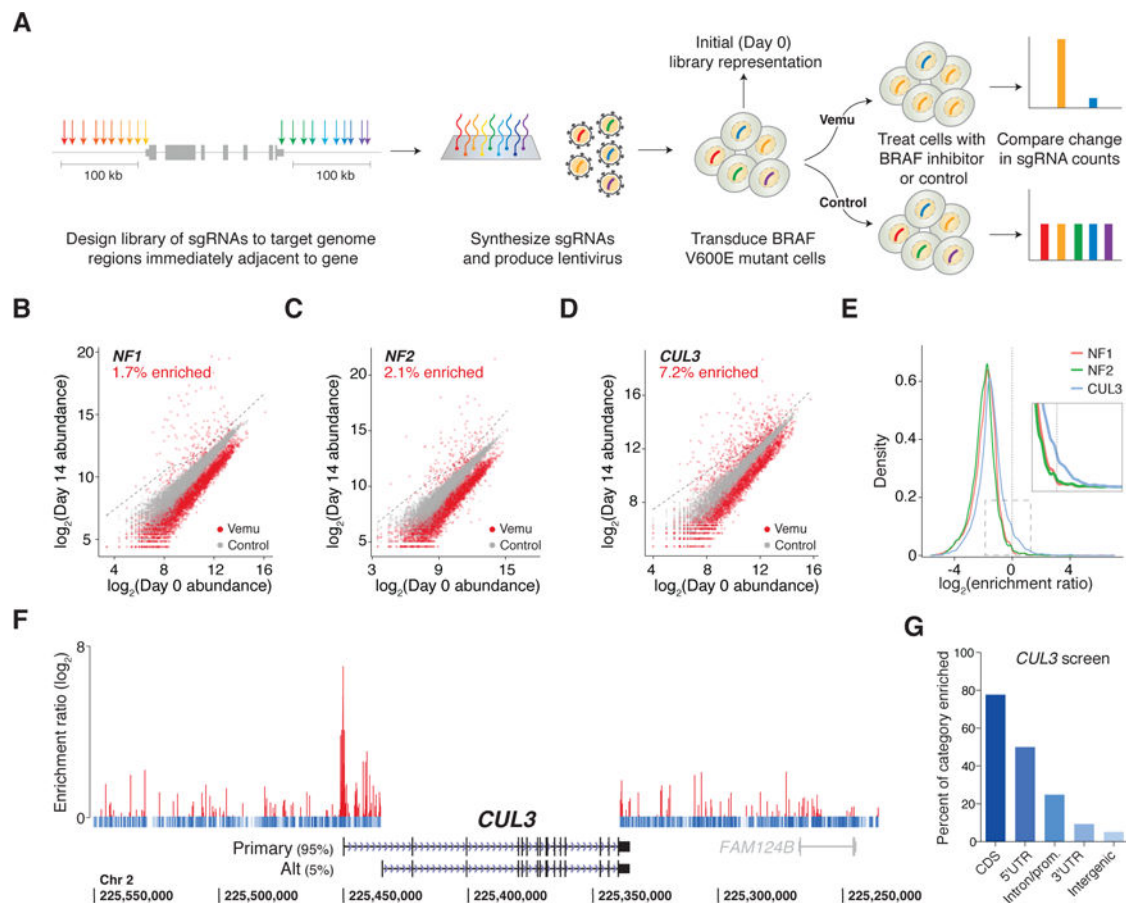 A
100 kb
100 kb
Design library of sgRNAs to target genome
regions immediately adjacent to gene
Synthesize sgRNAs
and produce lentivirus
Initial (Day 0)
library representation
Transduce BRAF
V600E mutant cells
Vemu
Control
Treat cells with
BRAF inhibitor
or control
Compare change
in sgRNA counts
B
NF1
1.7% enriched
log2(Day 14 abundance)
20
15
10
5
4
8
12
16
Vemu
Control
log2(Day 0 abundance)
C
NF2
2.1% enriched
log2(Day 14 abundance)
20
15
10
5
3
9
15
Vemu
Control
log2(Day 0 abundance)
D
CUL3
7.2% enriched
log2(Day 14 abundance)
16
12
8
4
8
12
16
Vemu
Control
log2(Day 0 abundance)
E
NF1
NF2
CUL3
Density
0.6
0.4
0.2
0
-4
0
4
log2(enrichment ratio)
F
Enrichment ratio (log2)
8
0
CUL3
Primary (95%)
Alt (5%)
FAM124B
Chr 2
225,550,000
225,500,000
225,450,000
225,400,000
225,350,000
225,300,000
225,250,000
G
CUL3 screen
Percent of category enriched
100
80
60
40
20
0
CDS
5'UTR
Intron/prom.
3'UTR
Intergenic